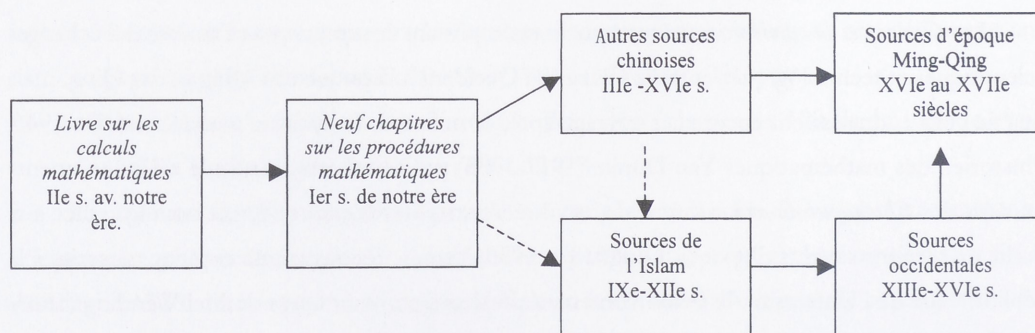 Livre sur les
calculs
mathématiques
IIe s. av. notre
ère.
Neuf chapitres
sur les procédures
mathématiques
Ier s. de notre ère
Autres sources
chinoises
IIIe -XVIe s.
Sources d'époque
Ming-Qing
XVIe au XVIIe
siècles
Sources de
l'Islam
IXe-XIIe s.
Sources
occidentales
XIIIe-XVIe s.